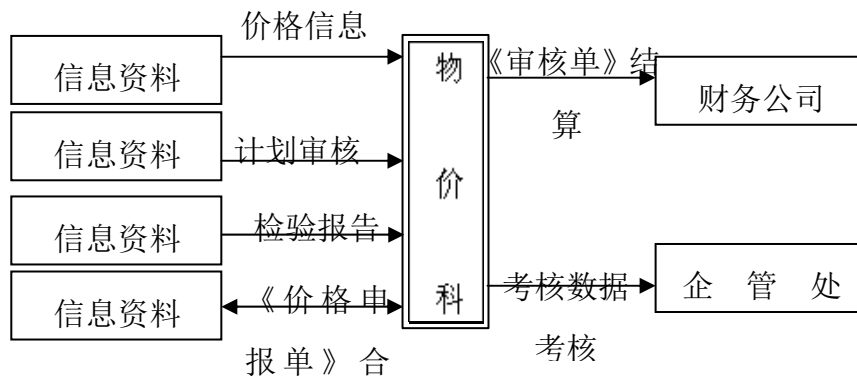 价格信息
信息资料
信息资料
计划审核
信息资料
检验报告
信息资料
《价格申
报单》合
物
价
科
《审核单》结
算
财务公司
考核数据
考核
企管处